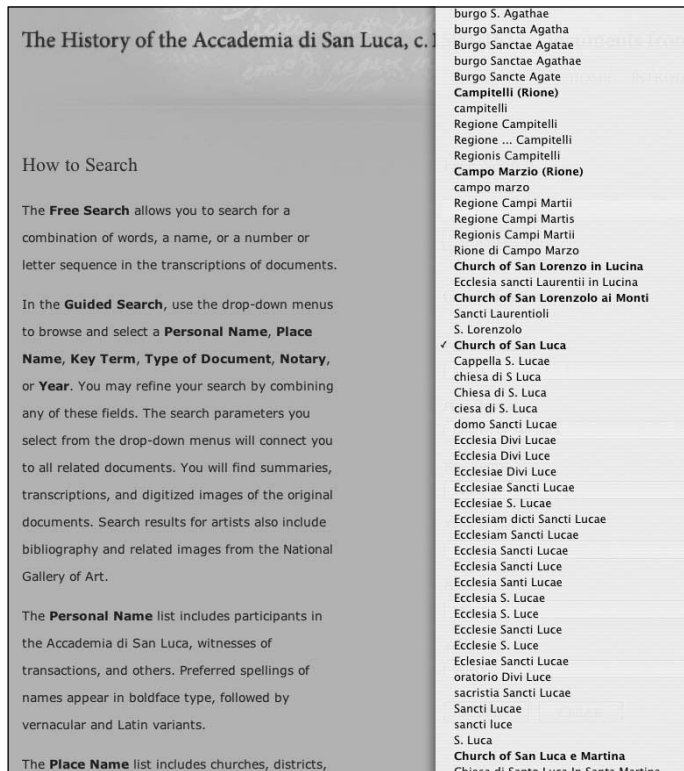 The History of the Accademia di San Luca, c.
How to Search
The Free Search allows you to search for a
combination of words, a name, or a number or
letter sequence in the transcriptions of documents.
In the Guided Search, use the drop-down menus
to browse and select a Personal Name, Place
Name, Key Term, Type of Document, Notary,
or Year. You may refine your search by combining
any of these fields. The search parameters you
select from the drop-down menus will connect you
to all related documents. You will find summaries,
transcriptions, and digitized images of the original
documents. Search results for artists also include
bibliography and related images from the National
Gallery of Art.
The Personal Name list includes participants in
the Accademia di San Luca, witnesses of
transactions, and others. Preferred spellings of
names appear in boldface type, followed by
vernacular and Latin variants.
The Place Name list includes churches, districts,
burgo S. Agathae
burgo Sancta Agatha
Burgo Sanctae Agatae
burgo Sanctae Agathae
Burgo Sancte Agate
Campitelli (Rione)
campitelli
Regione Campitelli
Regione ... Campitelli
Regionis Campitelli
Campo Marzio (Rione)
campo marzo
Regione Campi Martii
Regione Campi Martis
Regionis Campi Martii
Rione di Campo Marzo
Church of San Lorenzo in Lucina
Ecclesia sancti Laurentii in Lucina
Church of San Lorenzolo ai Monti
Sancti Laurentioli
S. Lorenzolo
✓ Church of San Luca
Cappella S. Lucae
chiesa di S Luca
Chiesa di S. Luca
ciesa di S. Luca
domo Sancti Lucae
Ecclesia Divi Lucae
Ecclesia Divi Luce
Ecclesiae Divi Luce
Ecclesiae Sancti Lucae
Ecclesiae S. Lucae
Ecclesiam dicti Sancti Lucae
Ecclesiam Sancti Lucae
Ecclesia Sancti Lucae
Ecclesia Sancti Luce
Ecclesia Santi Lucae
Ecclesia S. Lucae
Ecclesia S. Luce
Ecclesie Sancti Luce
Ecclesie S. Luce
Eclesiae Sancti Lucae
oratorio Divi Luce
sacristia Sancti Lucae
Sancti Lucae
sancti luce
S. Luca
Church of San Luca e Martina
Chiesa di Santo Luca In Santa Martina